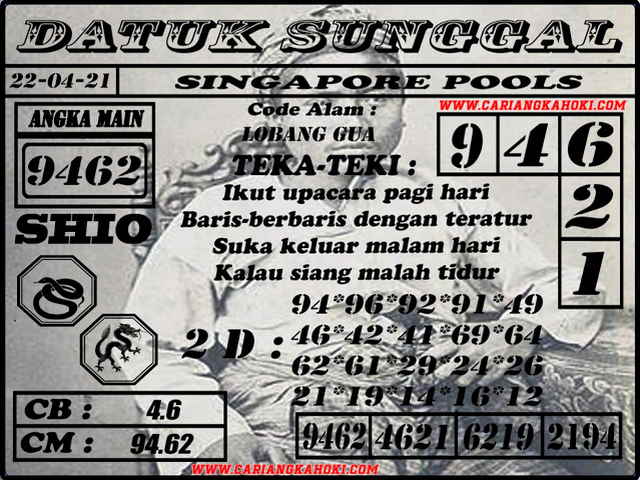 DATUK SUNGGAL
22-04-21
SINGAPORE POOLS
WWW.CARIANGKAHOKI.COM
ANGKA MAIN
9462
SHIO
Code Alam :
LOBANG GUA
TEKA-TEKI :
Ikut upacara pagi hari
Baris-berbaris dengan teratur
Suka keluar malam hari
Kalau siang malah tidur
9 4 6
2
1
2 D :
94*96*92*91*49
46*42*41*69*64
62*61*29*24*26
21*19*14*16*12
CB : 4.6
CM : 94.62
9462 4621 6219 2194
WWW.CARIANGKAHOKI.COM